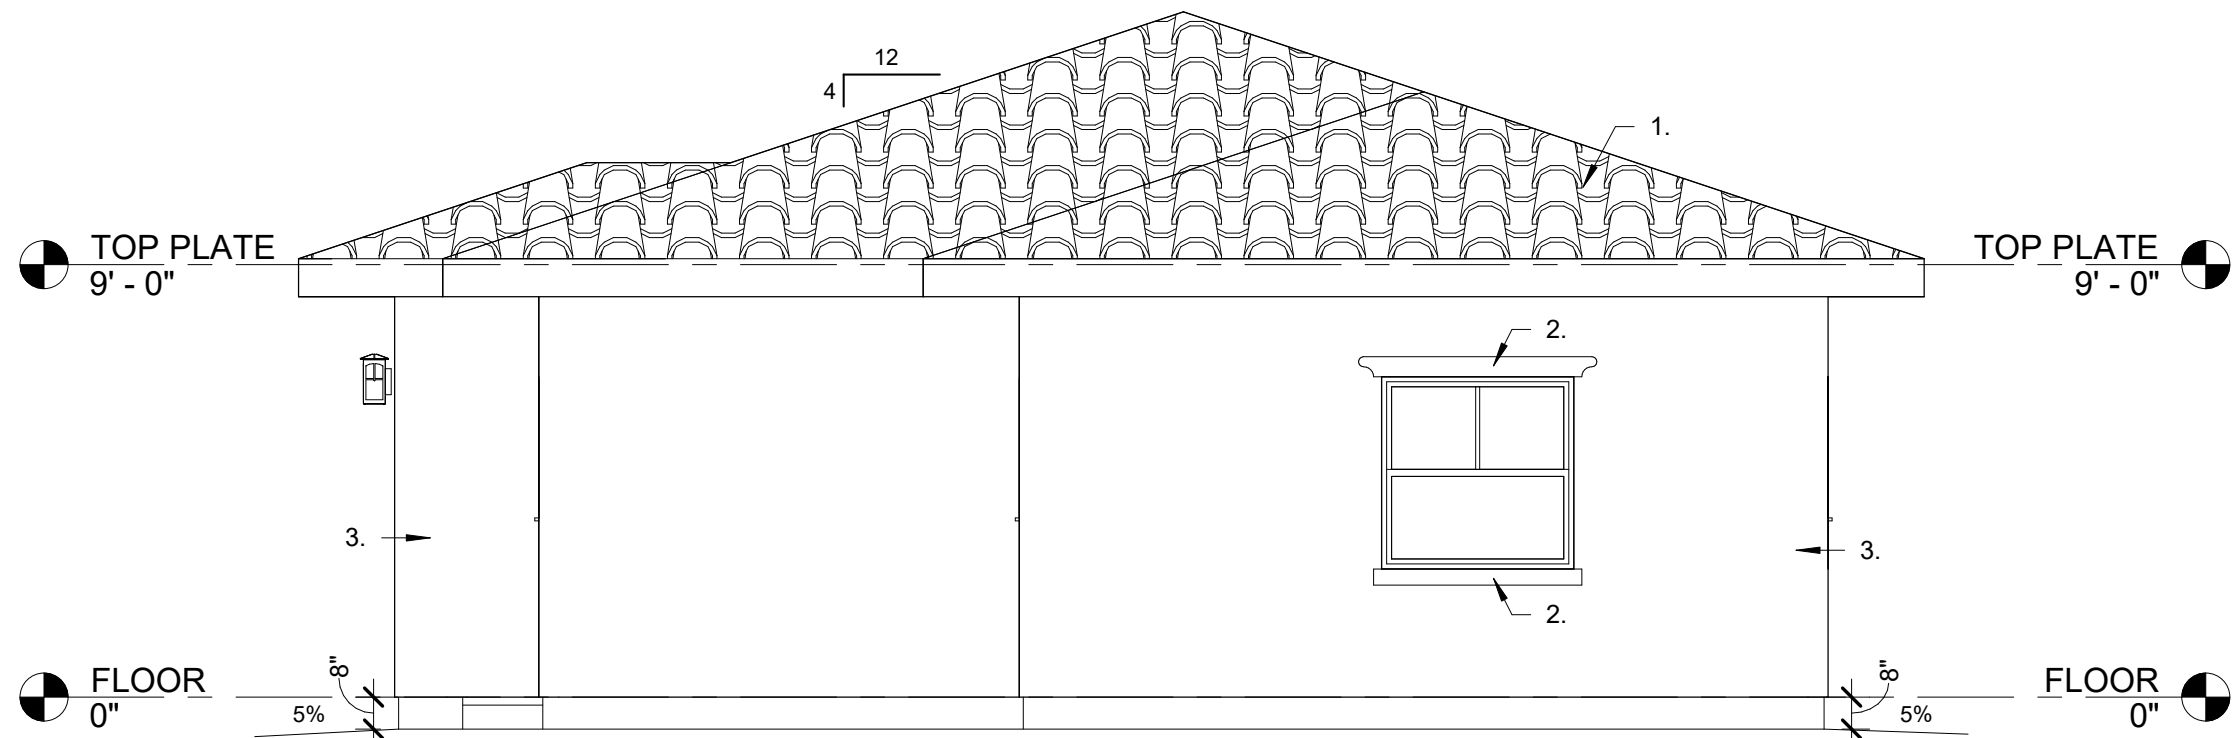 12
4
1.
TOP PLATE
9' - 0"
TOP PLATE
9' - 0"
2.
3.
3.
2.
FLOOR
0"
8"
5%
8"
5%
FLOOR
0"